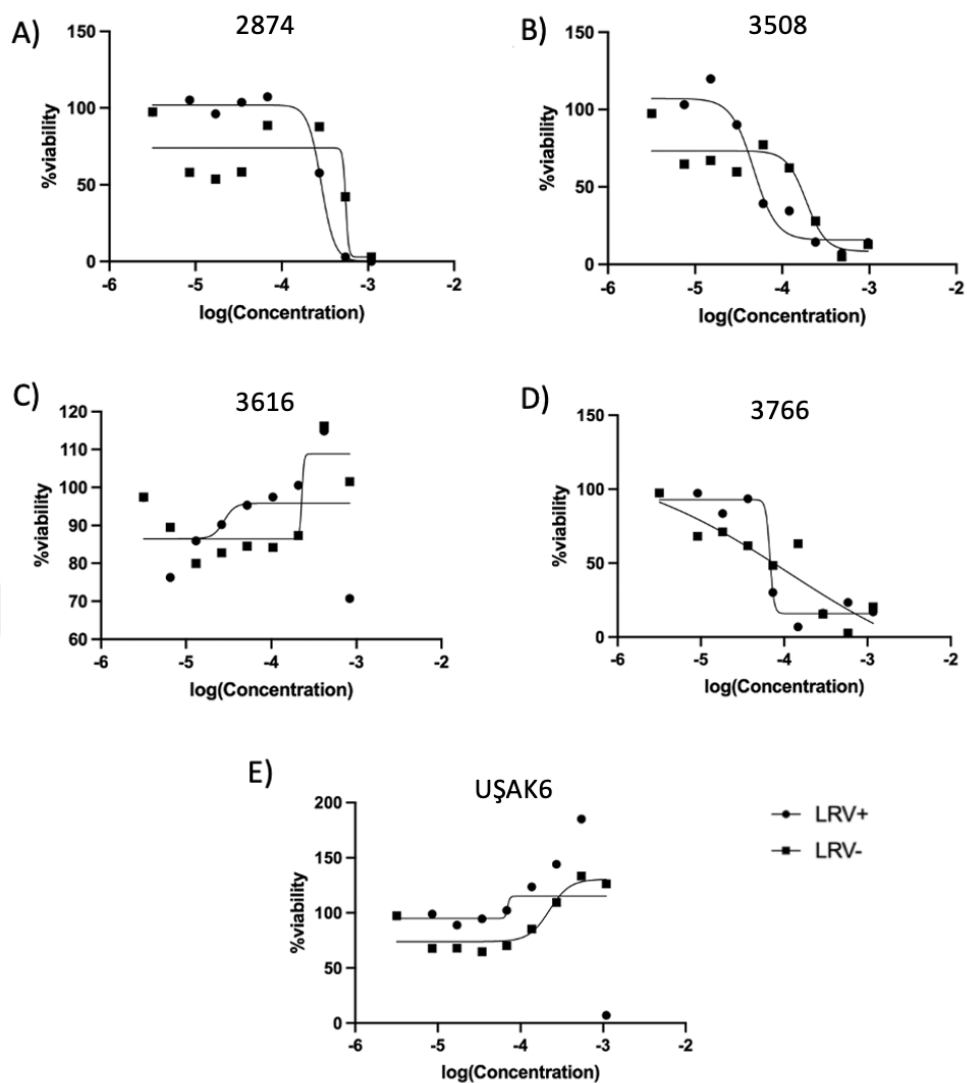 A)
2874
150
100
50
0
%viability
-6 -5 -4 -3 -2
log(Concentration)
B)
3508
150
100
50
0
%viability
-6 -5 -4 -3 -2
log(Concentration)
C)
3616
120
110
100
90
80
70
60
%viability
-6 -5 -4 -3 -2
log(Concentration)
D)
3766
150
100
50
0
%viability
-6 -5 -4 -3 -2
log(Concentration)
E)
UŞAK6
200
150
100
50
0
%viability
-6 -5 -4 -3 -2
log(Concentration)
LRV+
LRV-